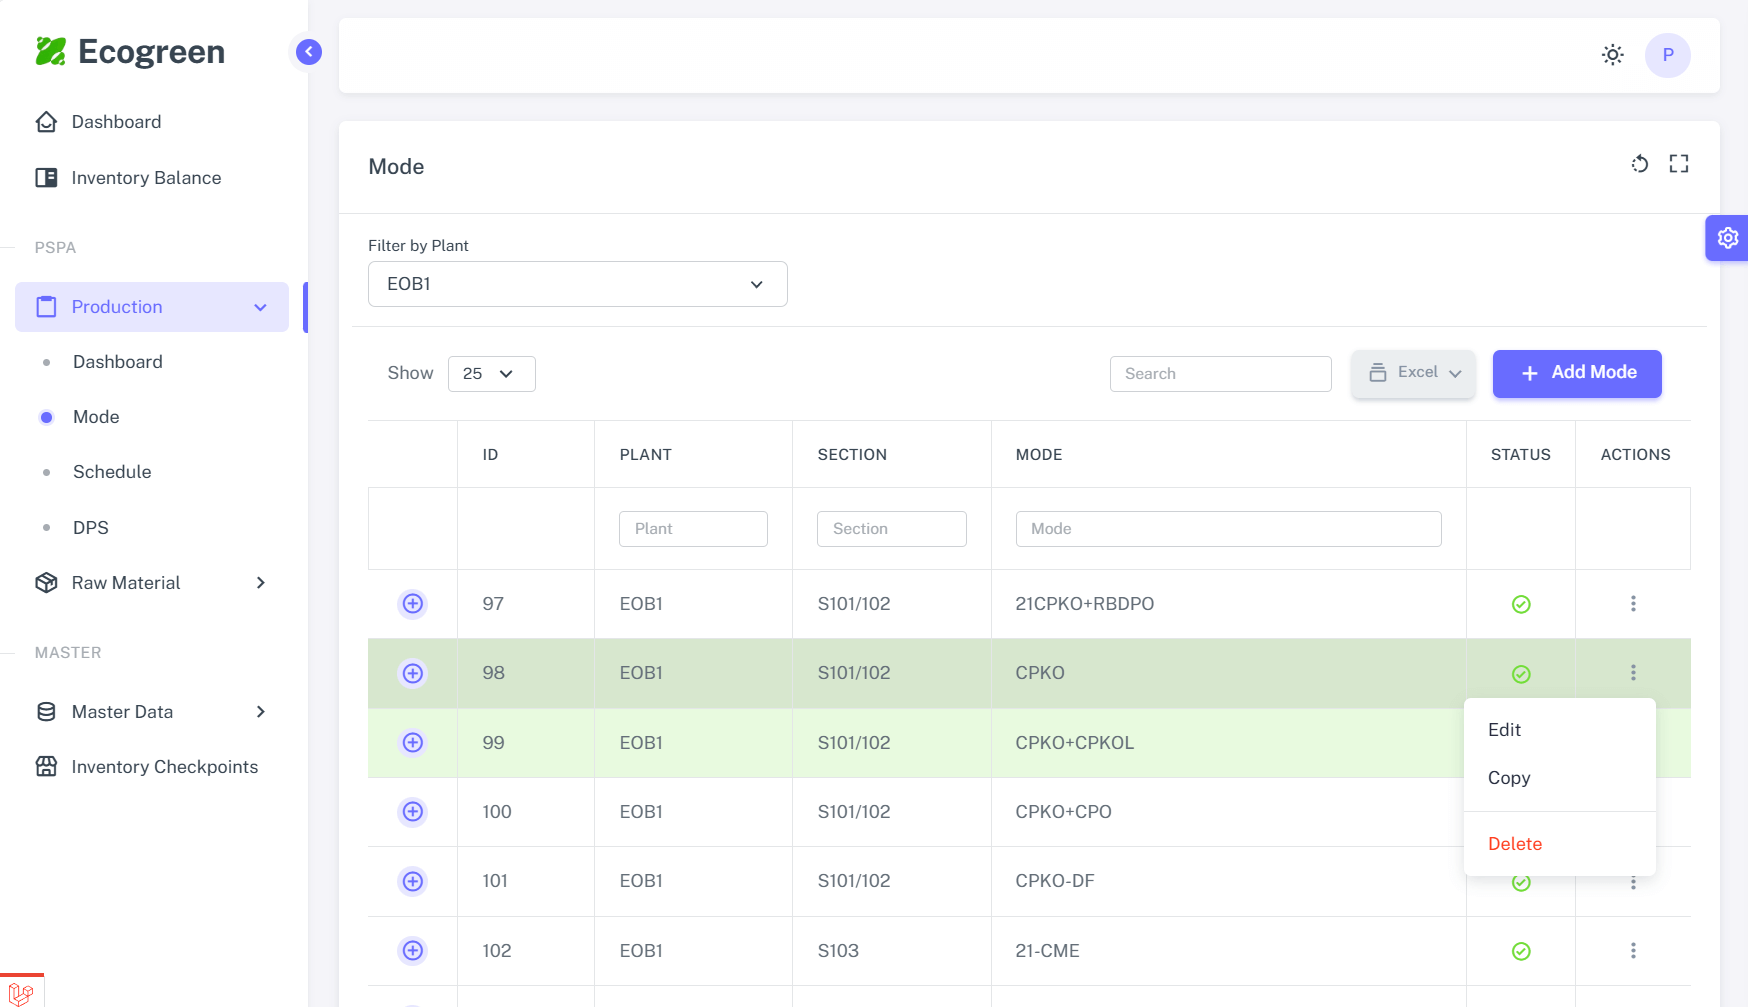 Ecogreen
Dashboard
Inventory Balance
PSPA
Production
Dashboard
Mode
Schedule
DPS
Raw Material
MASTER
Master Data
Inventory Checkpoints
P
Mode
Filter by Plant
EOB1
Show 25 Search Excel Add Mode
ID PLANT SECTION MODE STATUS ACTIONS
Plant Section Mode
97 EOB1 S101/102 21CPKO+RBDPO
98 EOB1 S101/102 CPKO
99 EOB1 S101/102 CPKO+CPKOL
100 EOB1 S101/102 CPKO+CPO
101 EOB1 S101/102 CPKO-DF
102 EOB1 S103 21-CME
Edit
Copy
Delete